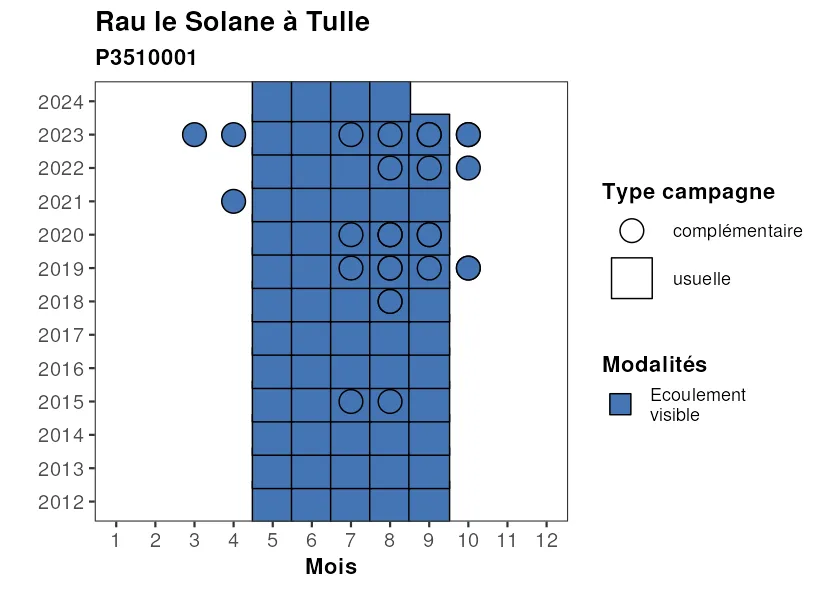 Rau le Solane à Tulle
P3510001
2024
2023
2022
2021
2020
2019
2018
2017
2016
2015
2014
2013
2012
1 2 3 4 5 6 7 8 9 10 11 12
Mois
Type campagne
complémentaire
usuelle
Modalités
Ecoulement
visible